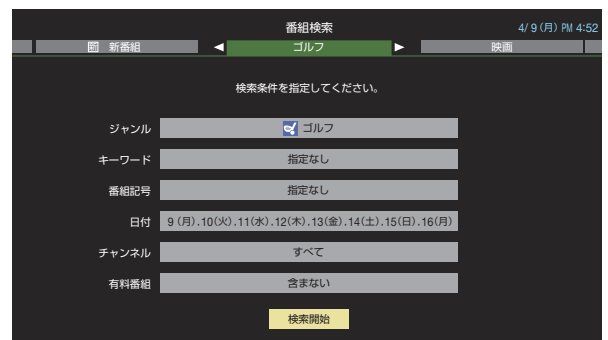 番組検索
4/ 9 (月) PM 4:52
新番組 ◀ ゴルフ ▶ 映画
検索条件を指定してください。
ジャンル ゴルフ
キーワード 指定なし
番組記号 指定なし
日付 9 (月).10(火).11(水).12(木).13(金).14(土).15(日).16(月)
チャンネル すべて
有料番組 含まない
検索開始